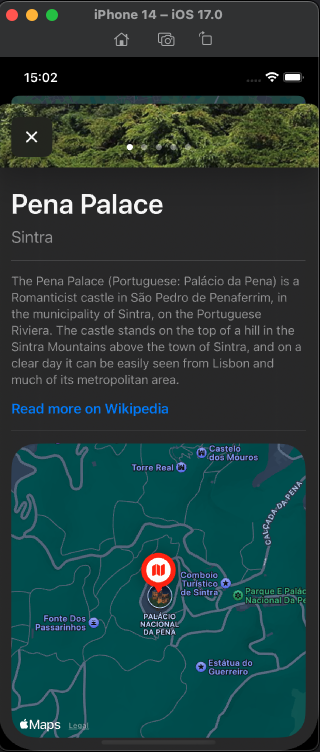 iPhone 14 – iOS 17.0
15:02
Pena Palace
Sintra
The Pena Palace (Portuguese: Palácio da Pena) is a
Romanticist castle in São Pedro de Penaferrim, in
the municipality of Sintra, on the Portuguese
Riviera. The castle stands on the top of a hill in the
Sintra Mountains above the town of Sintra, and on a
clear day it can be easily seen from Lisbon and
much of its metropolitan area.
Read more on Wikipedia
Castelo
dos Mouros
Torre Real
CALÇADA DA PENA
Comboio
Turístico
de Sintra
Parque E Palác
Nacional Da Pe
PALÁCIO
NACIONAL
DA PENA
Fonte Dos
Passarinhos
Estátua do
Guerreiro
Maps
Legal